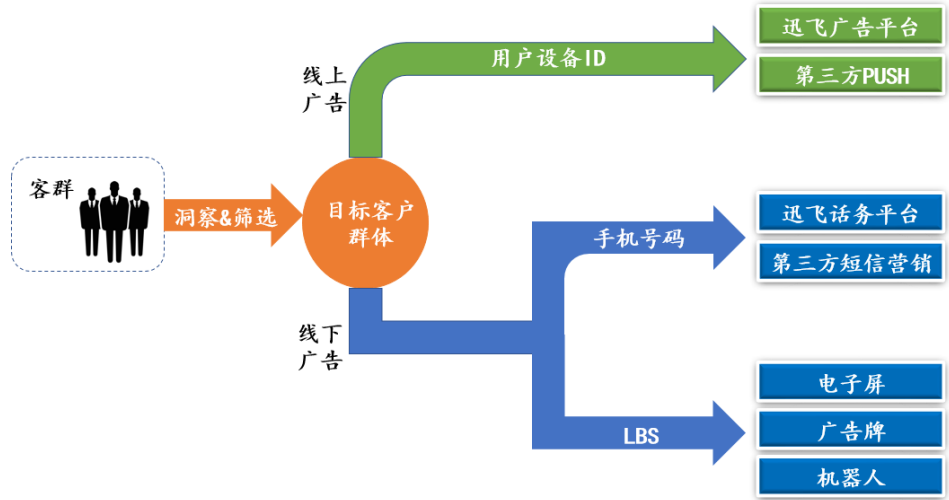 客群
洞察&筛选
目标客户
群体
线上
广告
用户设备ID
迅飞广告平台
第三方PUSH
线下
广告
手机号码
迅飞话务平台
第三方短信营销
LBS
电子屏
广告牌
机器人